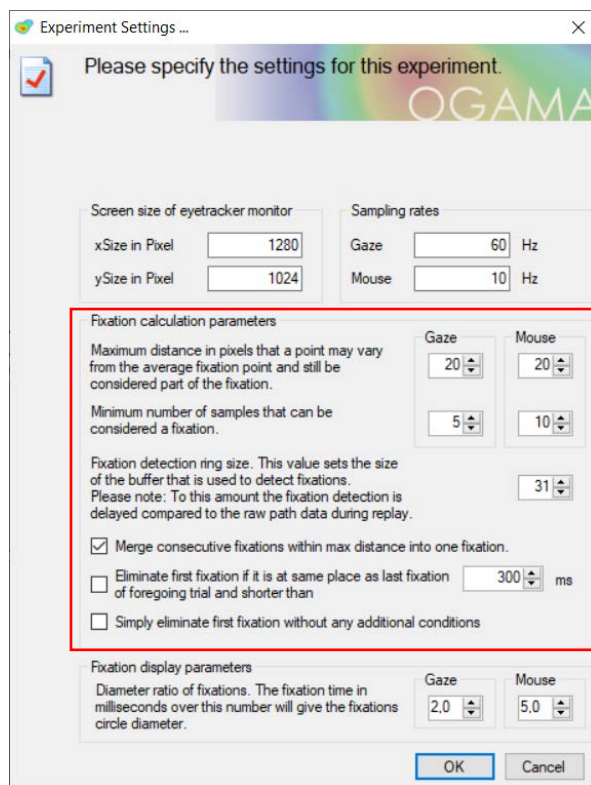 Experiment Settings ...
Please specify the settings for this experiment.
OGAMA
Screen size of eyetracker monitor
xSize in Pixel 1280
ySize in Pixel 1024
Sampling rates
Gaze 60 Hz
Mouse 10 Hz
Fixation calculation parameters
Gaze Mouse
Maximum distance in pixels that a point may vary
from the average fixation point and still be
considered part of the fixation.
20 20
Minimum number of samples that can be
considered a fixation.
5 10
Fixation detection ring size. This value sets the size
of the buffer that is used to detect fixations.
Please note: To this amount the fixation detection is
delayed compared to the raw path data during replay.
31
Merge consecutive fixations within max distance into one fixation.
Eliminate first fixation if it is at same place as last fixation
of foregoing trial and shorter than
300 ms
Simply eliminate first fixation without any additional conditions
Fixation display parameters
Gaze Mouse
Diameter ratio of fixations. The fixation time in
milliseconds over this number will give the fixations
circle diameter.
2,0 5,0
OK Cancel